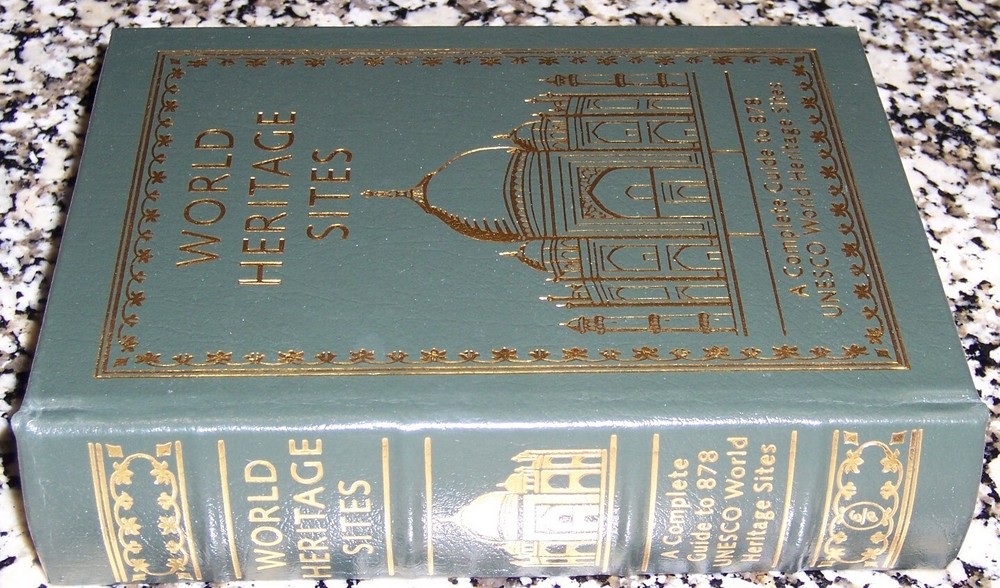 WORLD
HERITAGE
SITES
A Complete Guide to 878
UNESCO World Heritage Sites
WORLD
HERITAGE
SITES
A Complete
Guide to 878
UNESCO World
Heritage Sites